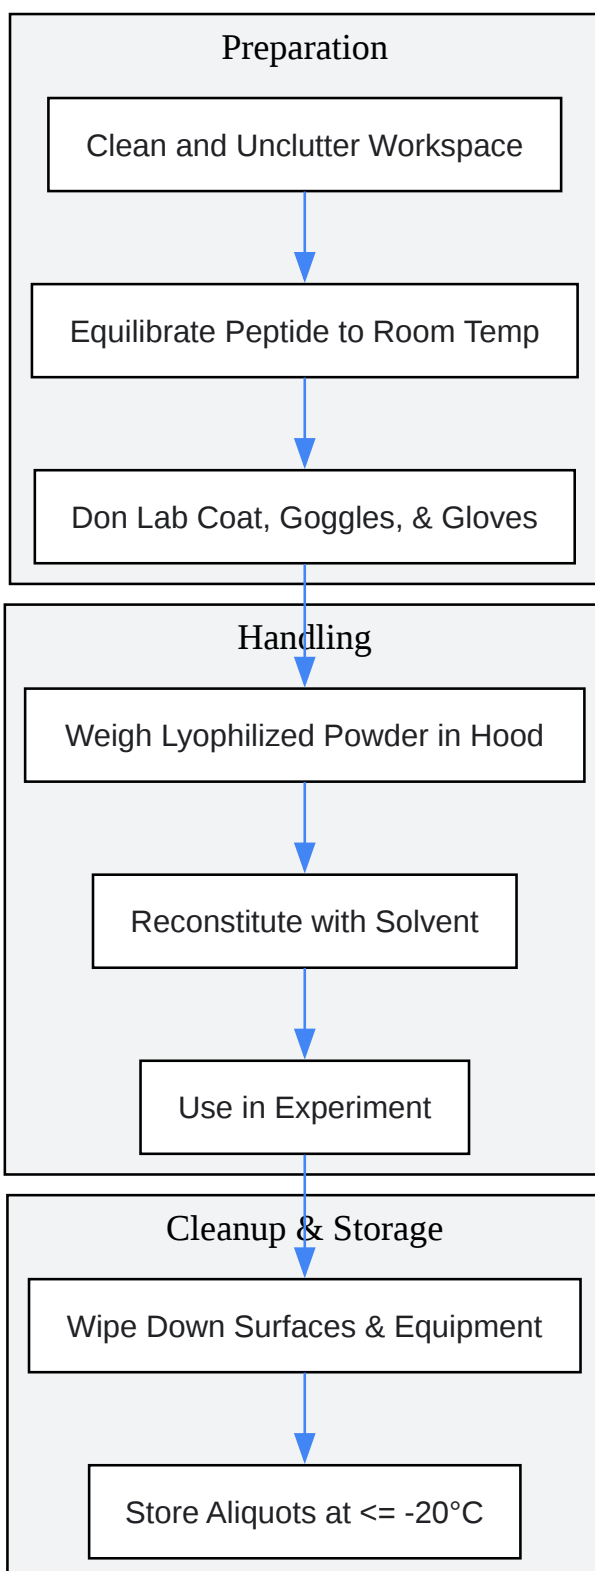 Preparation
Clean and Unclutter Workspace
Equilibrate Peptide to Room Temp
Don Lab Coat, Goggles, & Gloves
Handling
Weigh Lyophilized Powder in Hood
Reconstitute with Solvent
Use in Experiment
Cleanup & Storage
Wipe Down Surfaces & Equipment
Store Aliquots at <= -20°C